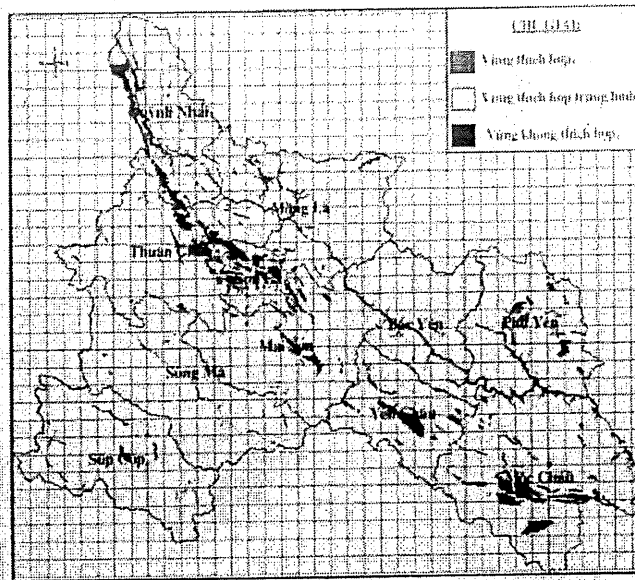 CHÚ GIẢI:
Vùng thích hợp
Vùng thích hợp trung bình
Vùng không thích hợp
Quỳnh Nhai
Mường La
Thuận Châu
Bắc Yên
Phù Yên
Mai Sơn
Sông Mã
Yên Châu
Sốp Cộp
Mộc Châu